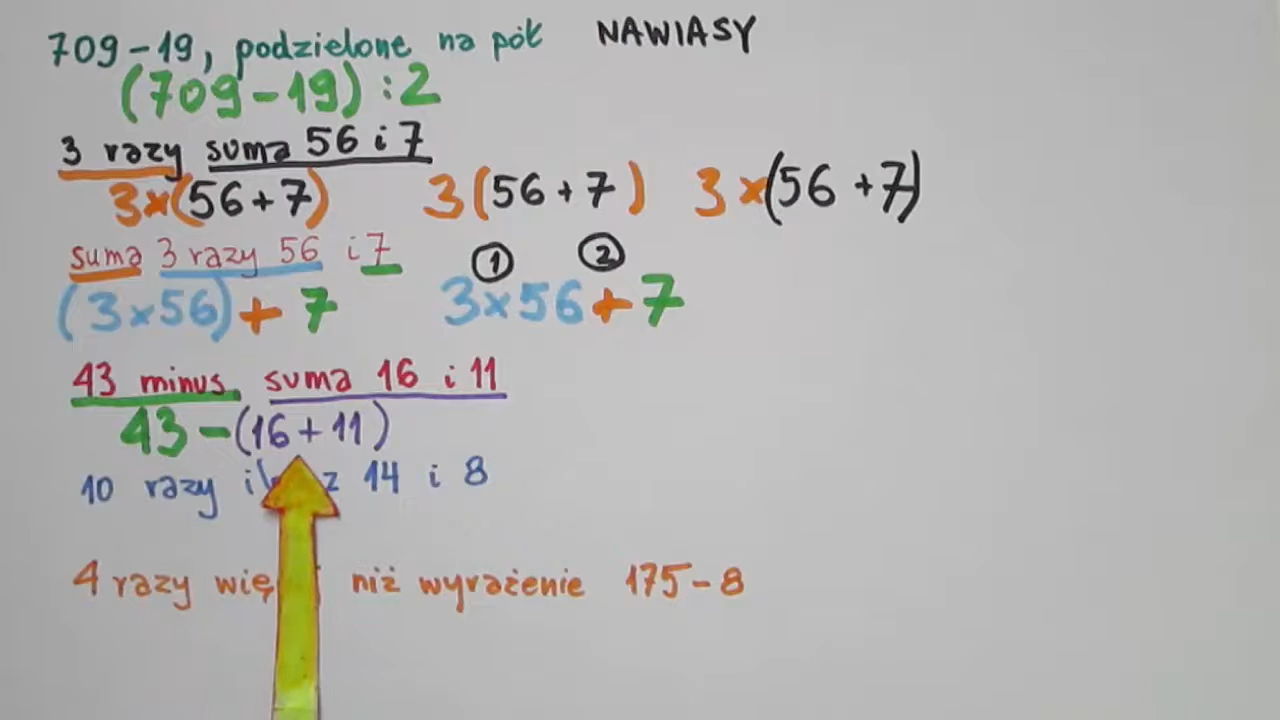 709-19, podzielone na pół NAWIASY
(709-19):2
3 razy suma 56 i 7
3×(56+7) 3(56+7) 3×(56+7)
suma 3 razy 56 i 7 1 2
(3×56)+7 3×56+7
43 minus suma 16 i 11
43-(16+11)
10 razy z 14 i 8
4 razy niż wyrażenie 175-8